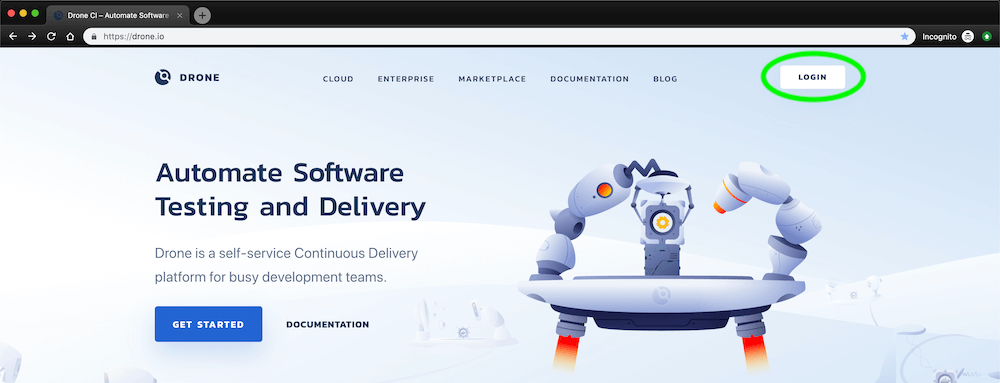 Drone CI – Automate Software
https://drone.io
Incognito
DRONE
CLOUD
ENTERPRISE
MARKETPLACE
DOCUMENTATION
BLOG
LOGIN
Automate Software
Testing and Delivery
Drone is a self-service Continuous Delivery
platform for busy development teams.
GET STARTED
DOCUMENTATION